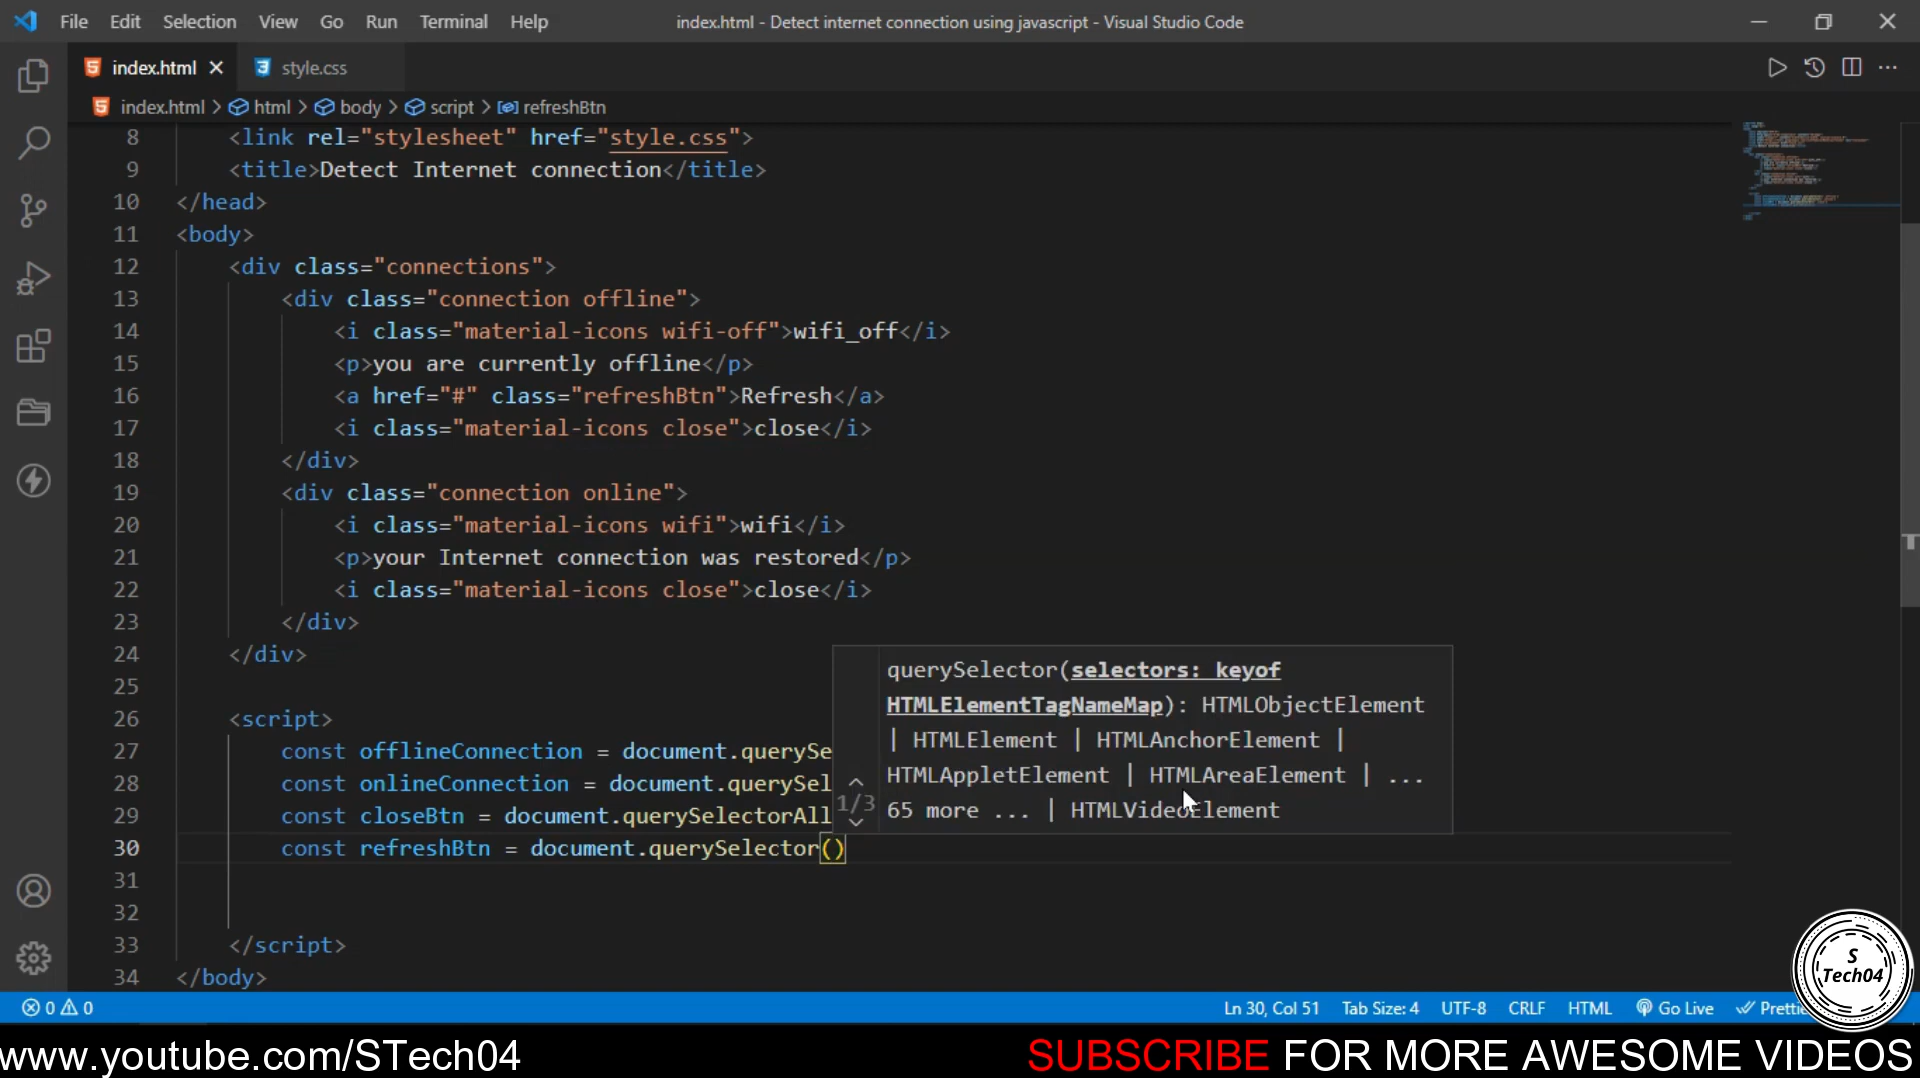 File Edit Selection View Go Run Terminal Help index.html - Detect internet connection using javascript - Visual Studio Code
index.html style.css
index.html > html > body > script > refreshBtn
8 <link rel="stylesheet" href="style.css">
9 <title>Detect Internet connection</title>
10 </head>
11 <body>
12 <div class="connections">
13 <div class="connection offline">
14 <i class="material-icons wifi-off">wifi_off</i>
15 <p>you are currently offline</p>
16 <a href="#" class="refreshBtn">Refresh</a>
17 <i class="material-icons close">close</i>
18 </div>
19 <div class="connection online">
20 <i class="material-icons wifi">wifi</i>
21 <p>your Internet connection was restored</p>
22 <i class="material-icons close">close</i>
23 </div>
24 </div>
25
26 <script>
27 const offlineConnection = document.querySe
28 const onlineConnection = document.querySel
29 const closeBtn = document.querySelectorAll
30 const refreshBtn = document.querySelector()
31
32
33 </script>
34 </body>
querySelector(selectors: keyof
HTMLElementTagNameMap): HTMLObjectElement
| HTMLElement | HTMLAnchorElement |
HTMLAppletElement | HTMLAreaElement | ...
1/3 65 more ... | HTMLVideoElement
0 0 Ln 30, Col 51 Tab Size: 4 UTF-8 CRLF HTML Go Live Prettie
S
Tech04
www.youtube.com/STech04 SUBSCRIBE FOR MORE AWESOME VIDEOS